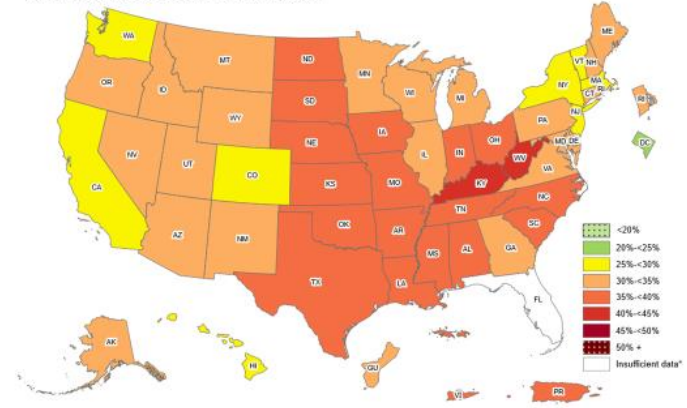 WA
ND
ME
MT
MN
VT
NH
OR
ID
SD
WI
NY
MA
CT
RI
WY
MI
RI
IA
PA
NJ
NE
DC
NV
OH
MD
DE
IL
IN
UT
WV
CO
VA
CA
KS
MO
KY
NC
TN
OK
AR
SC
AZ
NM
<20%
MS
AL
GA
20%-<25%
25%-<30%
TX
LA
30%-<35%
FL
35%-<40%
40%-<45%
AK
45%-<50%
50% +
HI
GU
Insufficient data*
VI
PR